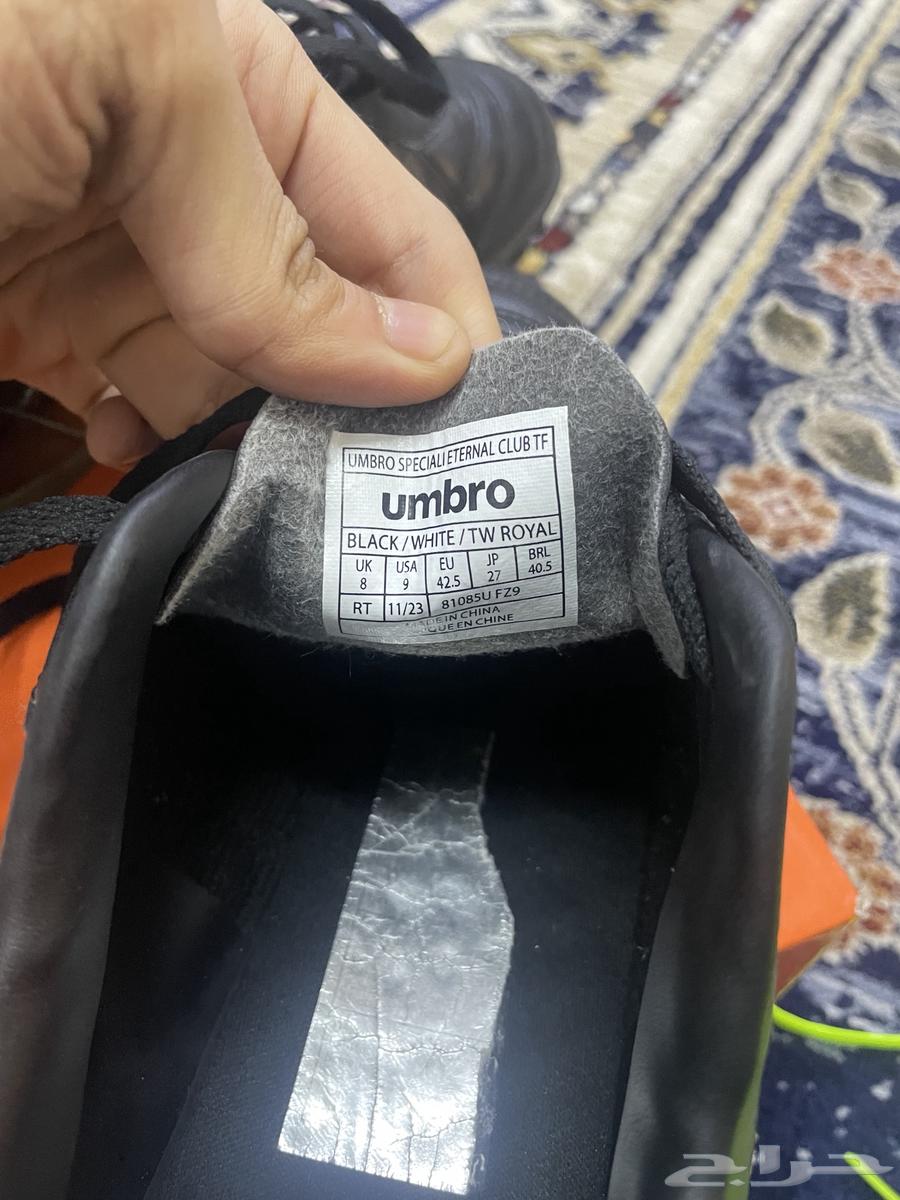 UMBRO SPECIALI ETERNAL CLUB TF
umbro
BLACK / WHITE / TW ROYAL
UK USA EU JP BRL
8 9 42.5 27 40.5
RT 11/23 81085U FZ9
MADE IN CHINA
QUE EN CHINE
حراج